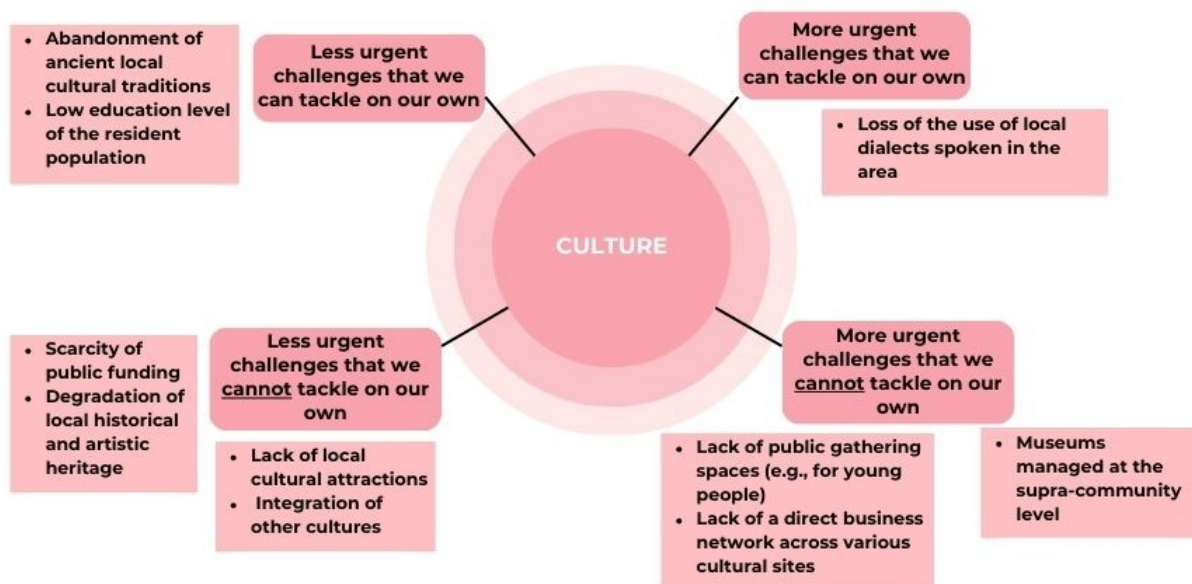 • Abandonment of
ancient local
cultural traditions
• Low education level
of the resident
population
Less urgent
challenges that we
can tackle on our own
More urgent
challenges that we
can tackle on our own
• Loss of the use of local
dialects spoken in the
area
CULTURE
• Scarcity of
public funding
• Degradation of
local historical
and artistic
heritage
Less urgent
challenges that we
cannot tackle on our
own
• Lack of local
cultural attractions
• Integration of
other cultures
More urgent
challenges that we
cannot tackle on our
own
• Lack of public gathering
spaces (e.g., for young
people)
• Lack of a direct business
network across various
cultural sites
• Museums
managed at the
supra-community
level